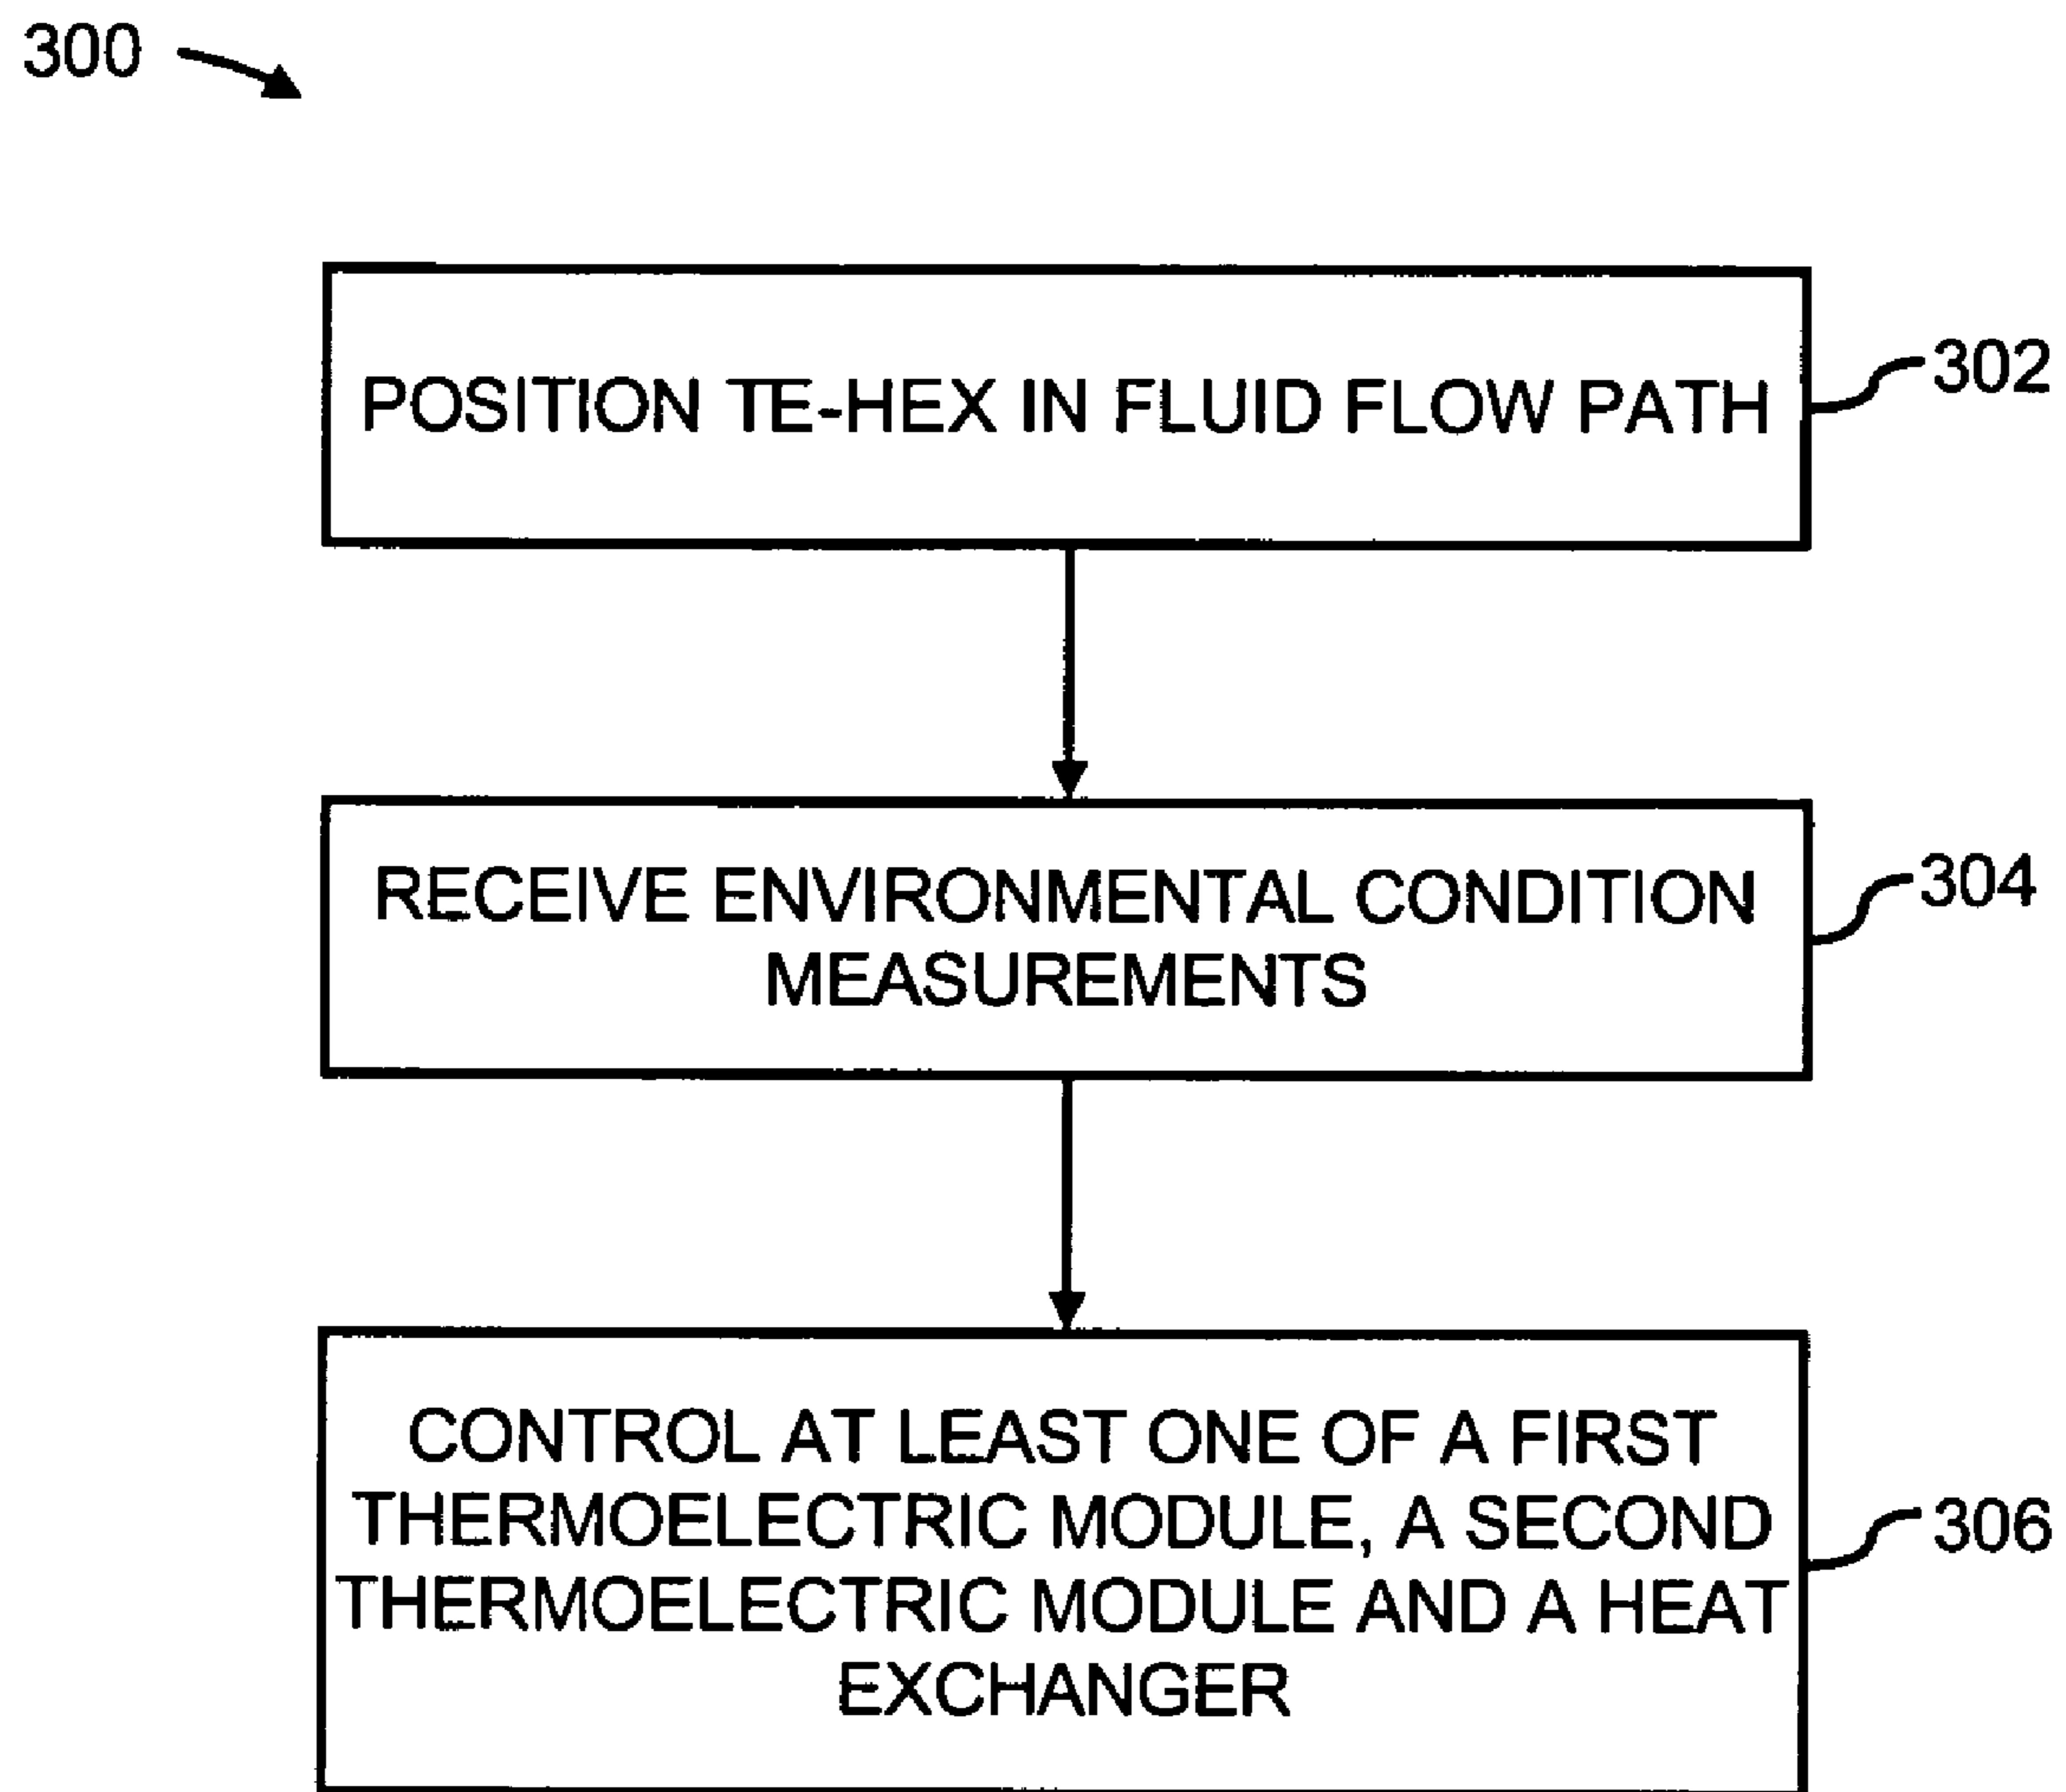 300
POSITION TE-HEX IN FLUID FLOW PATH
302
RECEIVE ENVIRONMENTAL CONDITION
MEASUREMENTS
304
CONTROL AT LEAST ONE OF A FIRST
THERMOELECTRIC MODULE, A SECOND
THERMOELECTRIC MODULE AND A HEAT
EXCHANGER
306